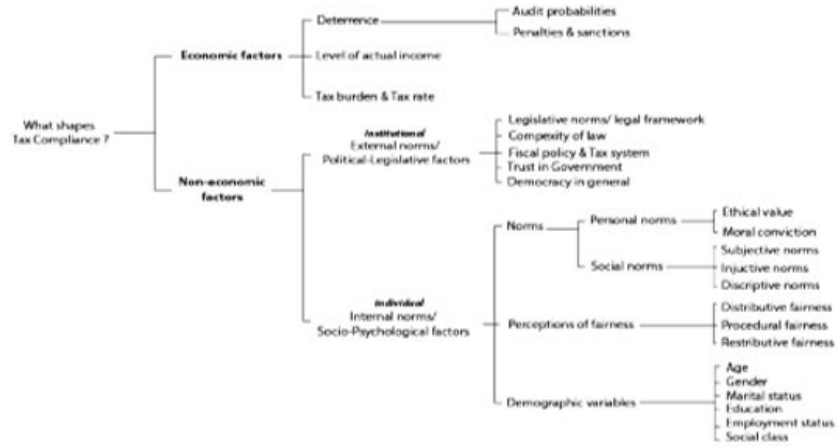 Audit probabilities
Deterrence
Penalties & sanctions
Economic factors
Level of actual income
Tax burden & Tax rate
What shapes
Tax Compliance ?
Institutional
External norms/
Political-Legislative factors
Legislative norms/ legal framework
Compexity of law
Fiscal policy & Tax system
Trust in Government
Democracy in general
Non-economic
factors
Norms
Personal norms
Ethical value
Moral conviction
Social norms
Subjective norms
Injuctive norms
Discriptive norms
Individual
Internal norms/
Socio-Psychological factors
Perceptions of fairness
Distributive fairness
Procedural fairness
Restributive fairness
Demographic variables
Age
Gender
Marital status
Education
Employment status
Social class